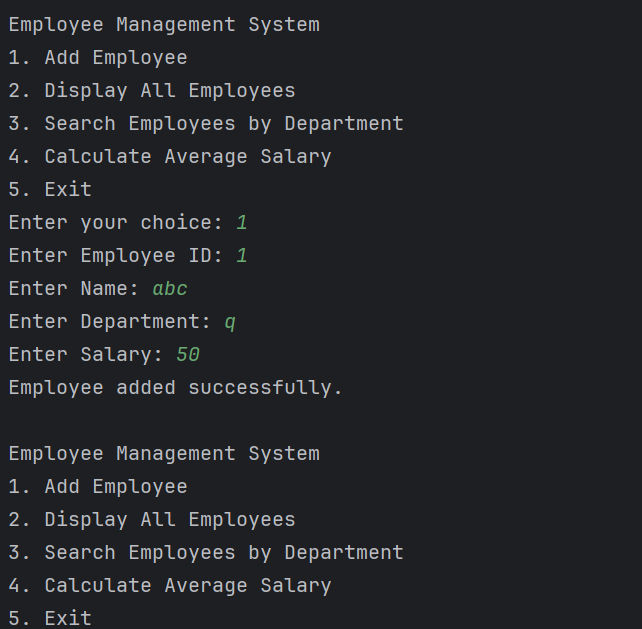 Employee Management System
1. Add Employee
2. Display All Employees
3. Search Employees by Department
4. Calculate Average Salary
5. Exit
Enter your choice: 1
Enter Employee ID: 1
Enter Name: abc
Enter Department: q
Enter Salary: 50
Employee added successfully.

Employee Management System
1. Add Employee
2. Display All Employees
3. Search Employees by Department
4. Calculate Average Salary
5. Exit